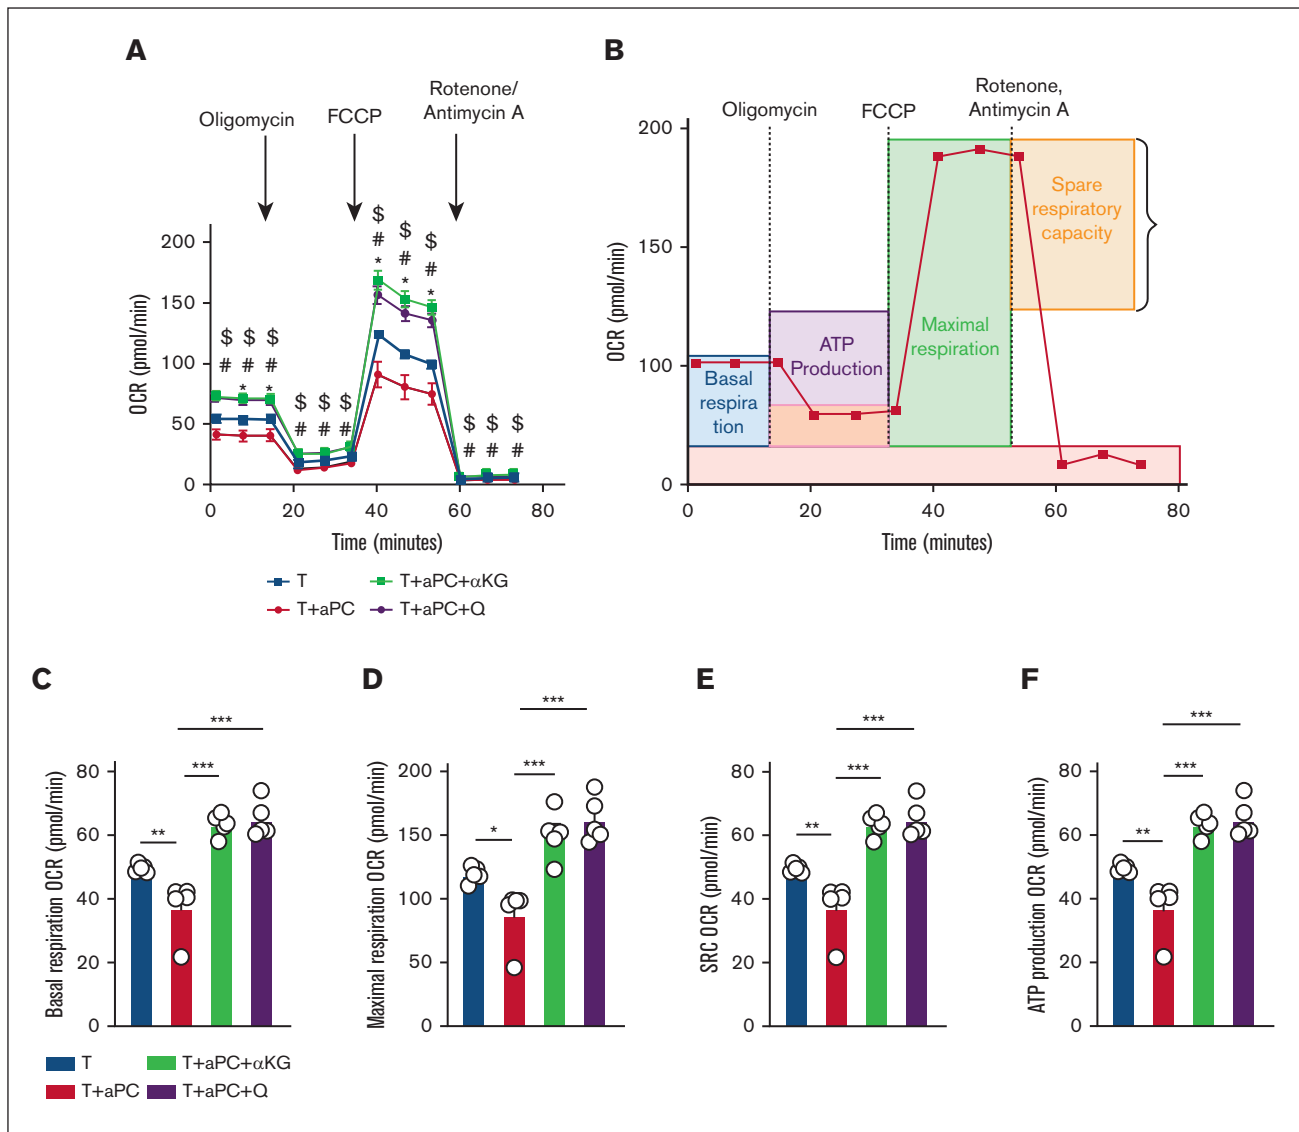 A
Oligomycin
FCCP
Rotenone/
Antimycin A
OCR (pmol/min)
200
150
100
50
0
$ $ $
# # #
* *
$ $ $
# # #
$ $ $
# # #
* * *
$ $ $
# # #
0 20 40 60 80
Time (minutes)
T
T+aPC+αKG
T+aPC
T+aPC+Q
B
Oligomycin
FCCP
Rotenone,
Antimycin A
OCR (pmol/min)
200
150
100
50
0
Basal
respira
tion
ATP
Production
Maximal
respiration
Spare
respiratory
capacity
0 20 40 60 80
Time (minutes)
C
Basal respiration OCR (pmol/min)
80
60
40
20
0
***
***
**
D
Maximal respiration OCR (pmol/min)
200
150
100
50
0
***
***
*
E
SRC OCR (pmol/min)
80
60
40
20
0
***
***
**
F
ATP production OCR (pmol/min)
80
60
40
20
0
***
***
**
T
T+aPC+αKG
T+aPC
T+aPC+Q